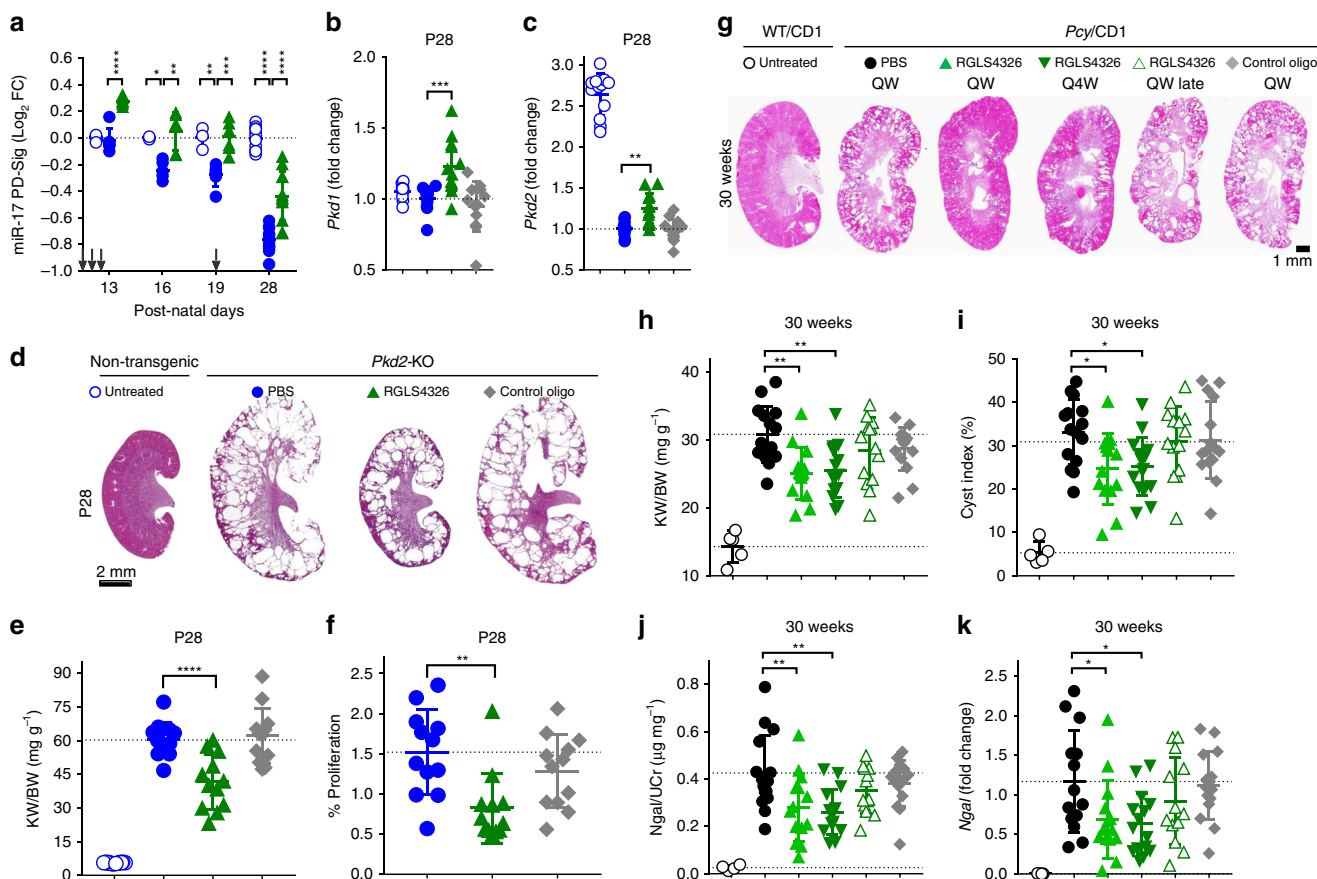 a
miR-17 PD-Sig (Log2 FC)
0.6
0.4
0.2
0.0
−0.2
−0.4
−0.6
−0.8
−1.0
****
*
**
**
***
****
****
13
16
19
28
Post-natal days
b
P28
Pkd1 (fold change)
2.0
1.5
1.0
0.5
***
c
P28
Pkd2 (fold change)
3.5
3.0
2.5
2.0
1.5
1.0
0.5
**
d
Non-transgenic
Pkd2-KO
Untreated
PBS
RGLS4326
Control oligo
P28
2 mm
e
P28
KW/BW (mg g−1)
90
75
60
45
30
15
0
****
f
P28
% Proliferation
2.5
2.0
1.5
1.0
0.5
0
**
g
WT/CD1
Pcy/CD1
Untreated
PBS
RGLS4326
RGLS4326
RGLS4326
Control oligo
QW
QW
Q4W
QW late
QW
30 weeks
1 mm
h
30 weeks
KW/BW (mg g−1)
40
30
20
10
**
**
i
30 weeks
Cyst index (%)
50
40
30
20
10
0
*
*
j
30 weeks
Ngal/UCr (µg mg−1)
0.8
0.6
0.4
0.2
0
**
**
k
30 weeks
Ngal (fold change)
2.5
2.0
1.5
1.0
0.5
0
*
*